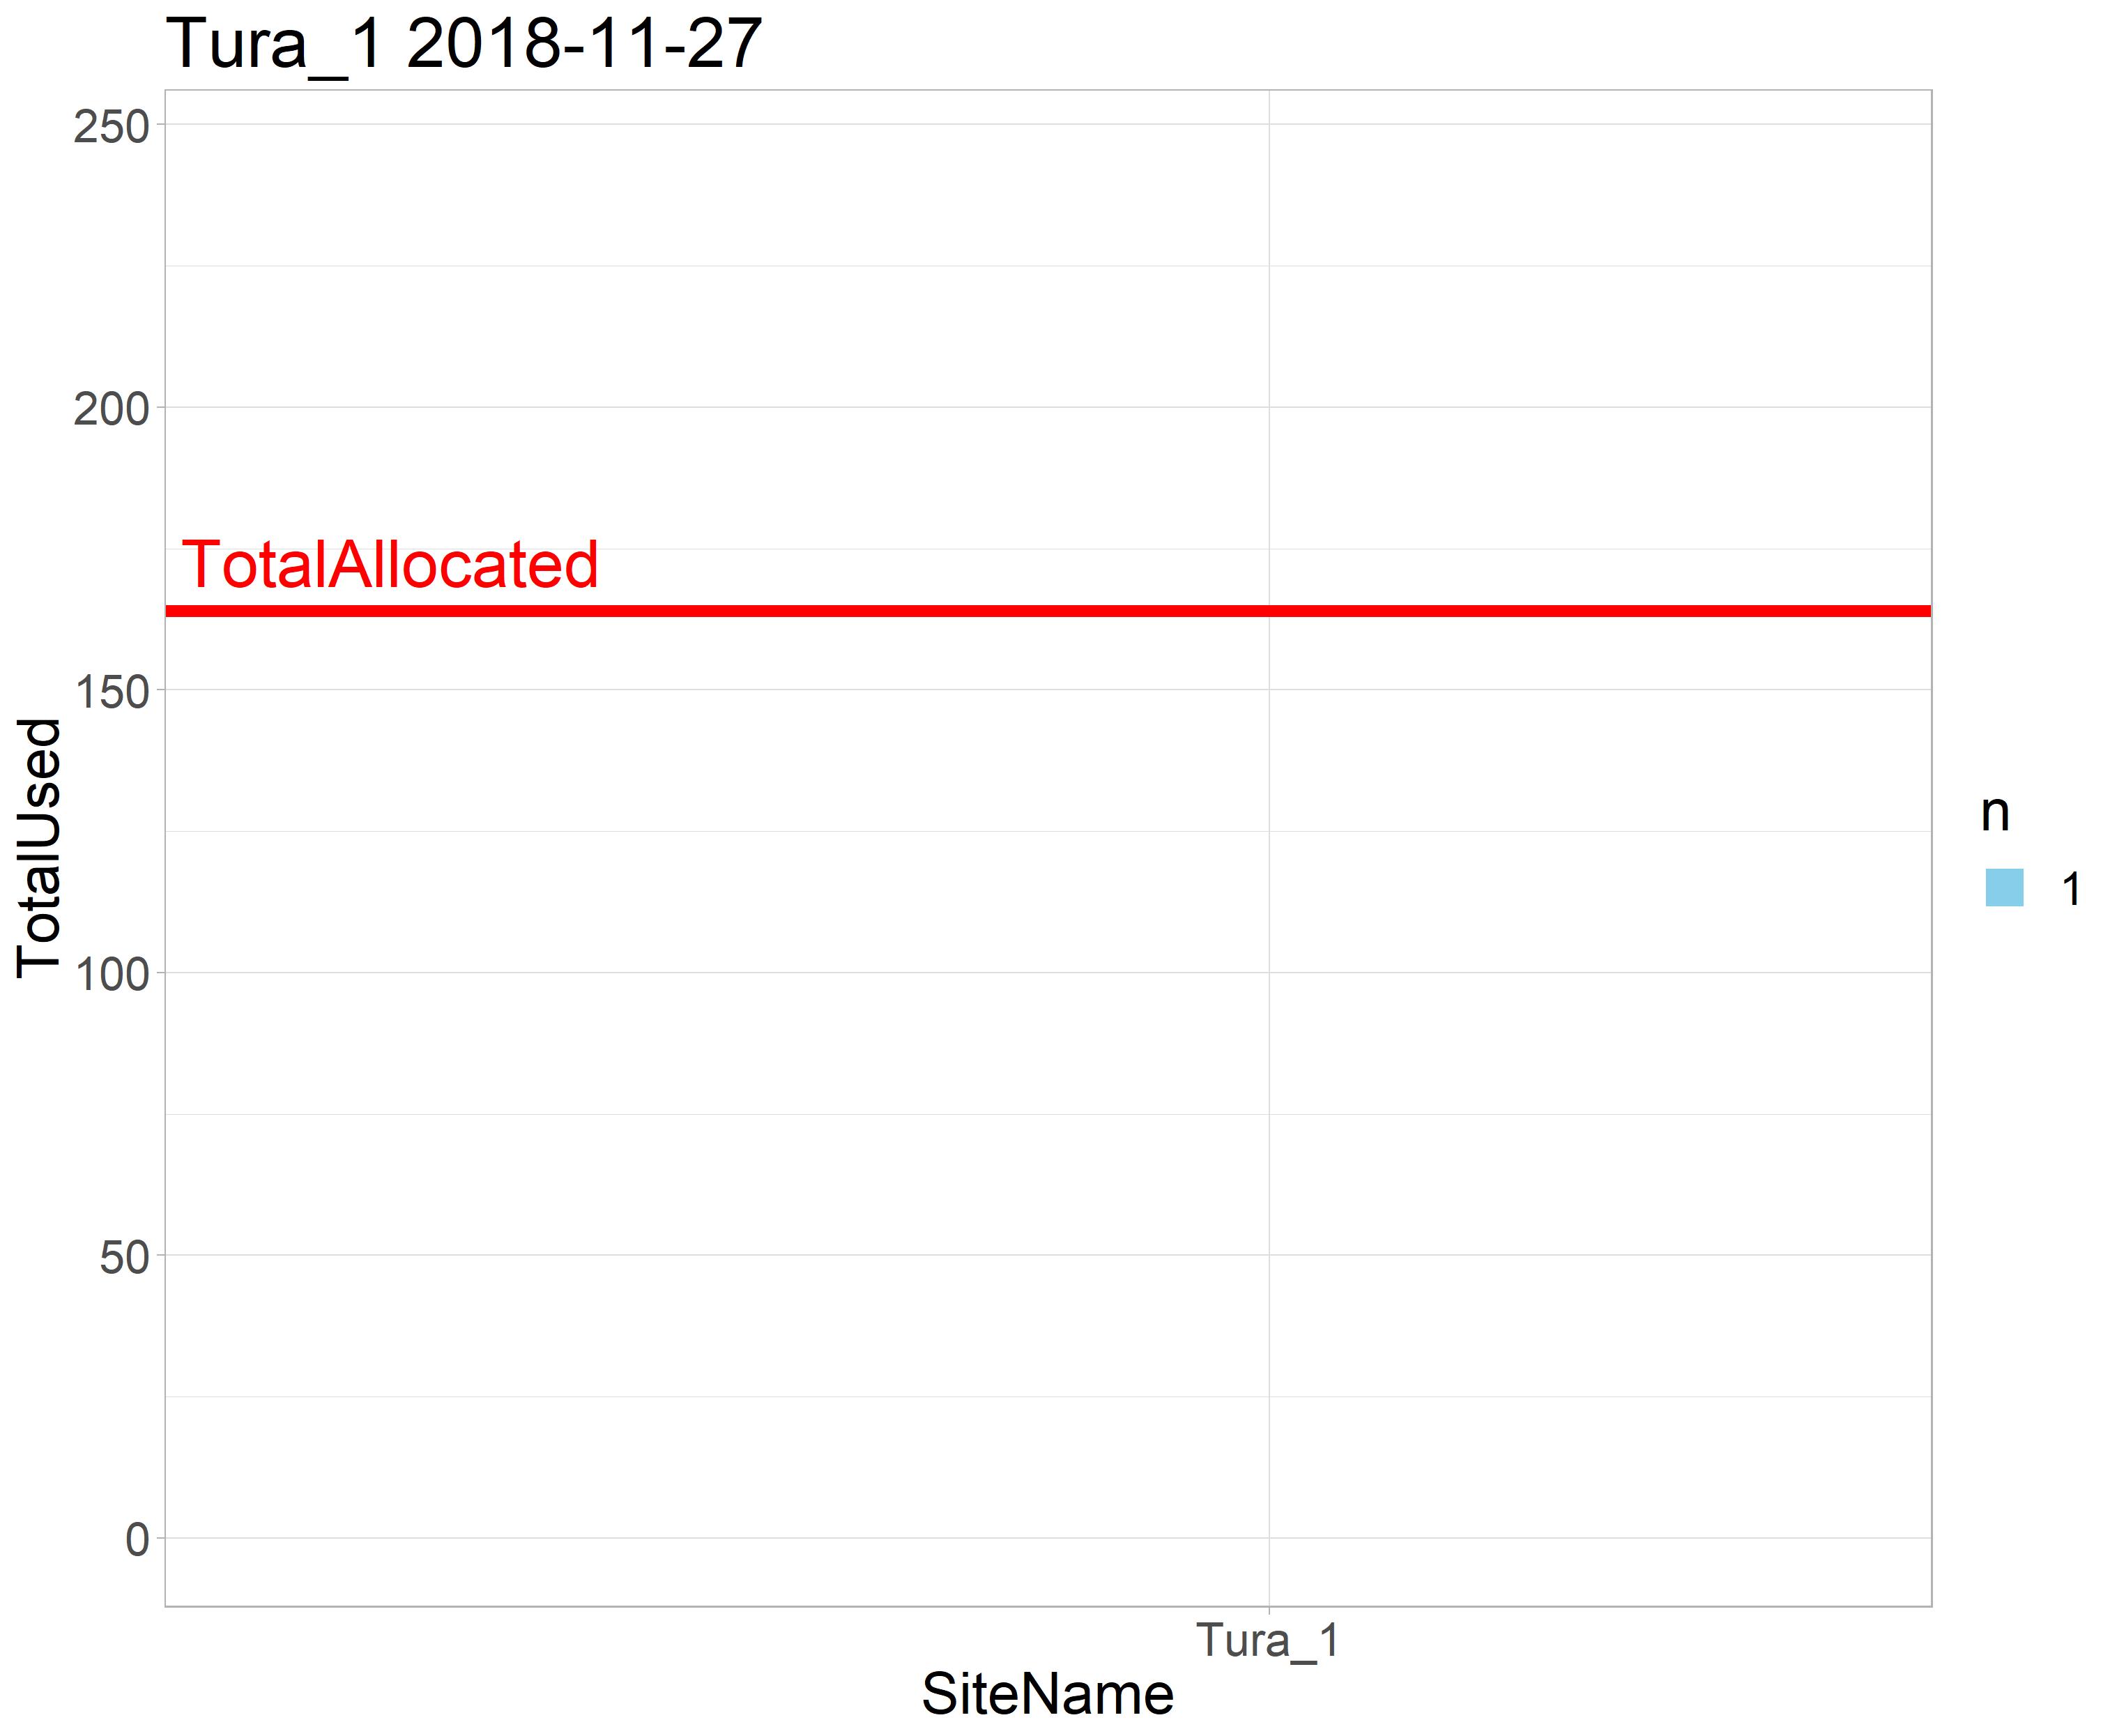 Tura_1 2018-11-27
250
200
TotalAllocated
150
100
50
0
TotalUsed
Tura_1
SiteName
n
1